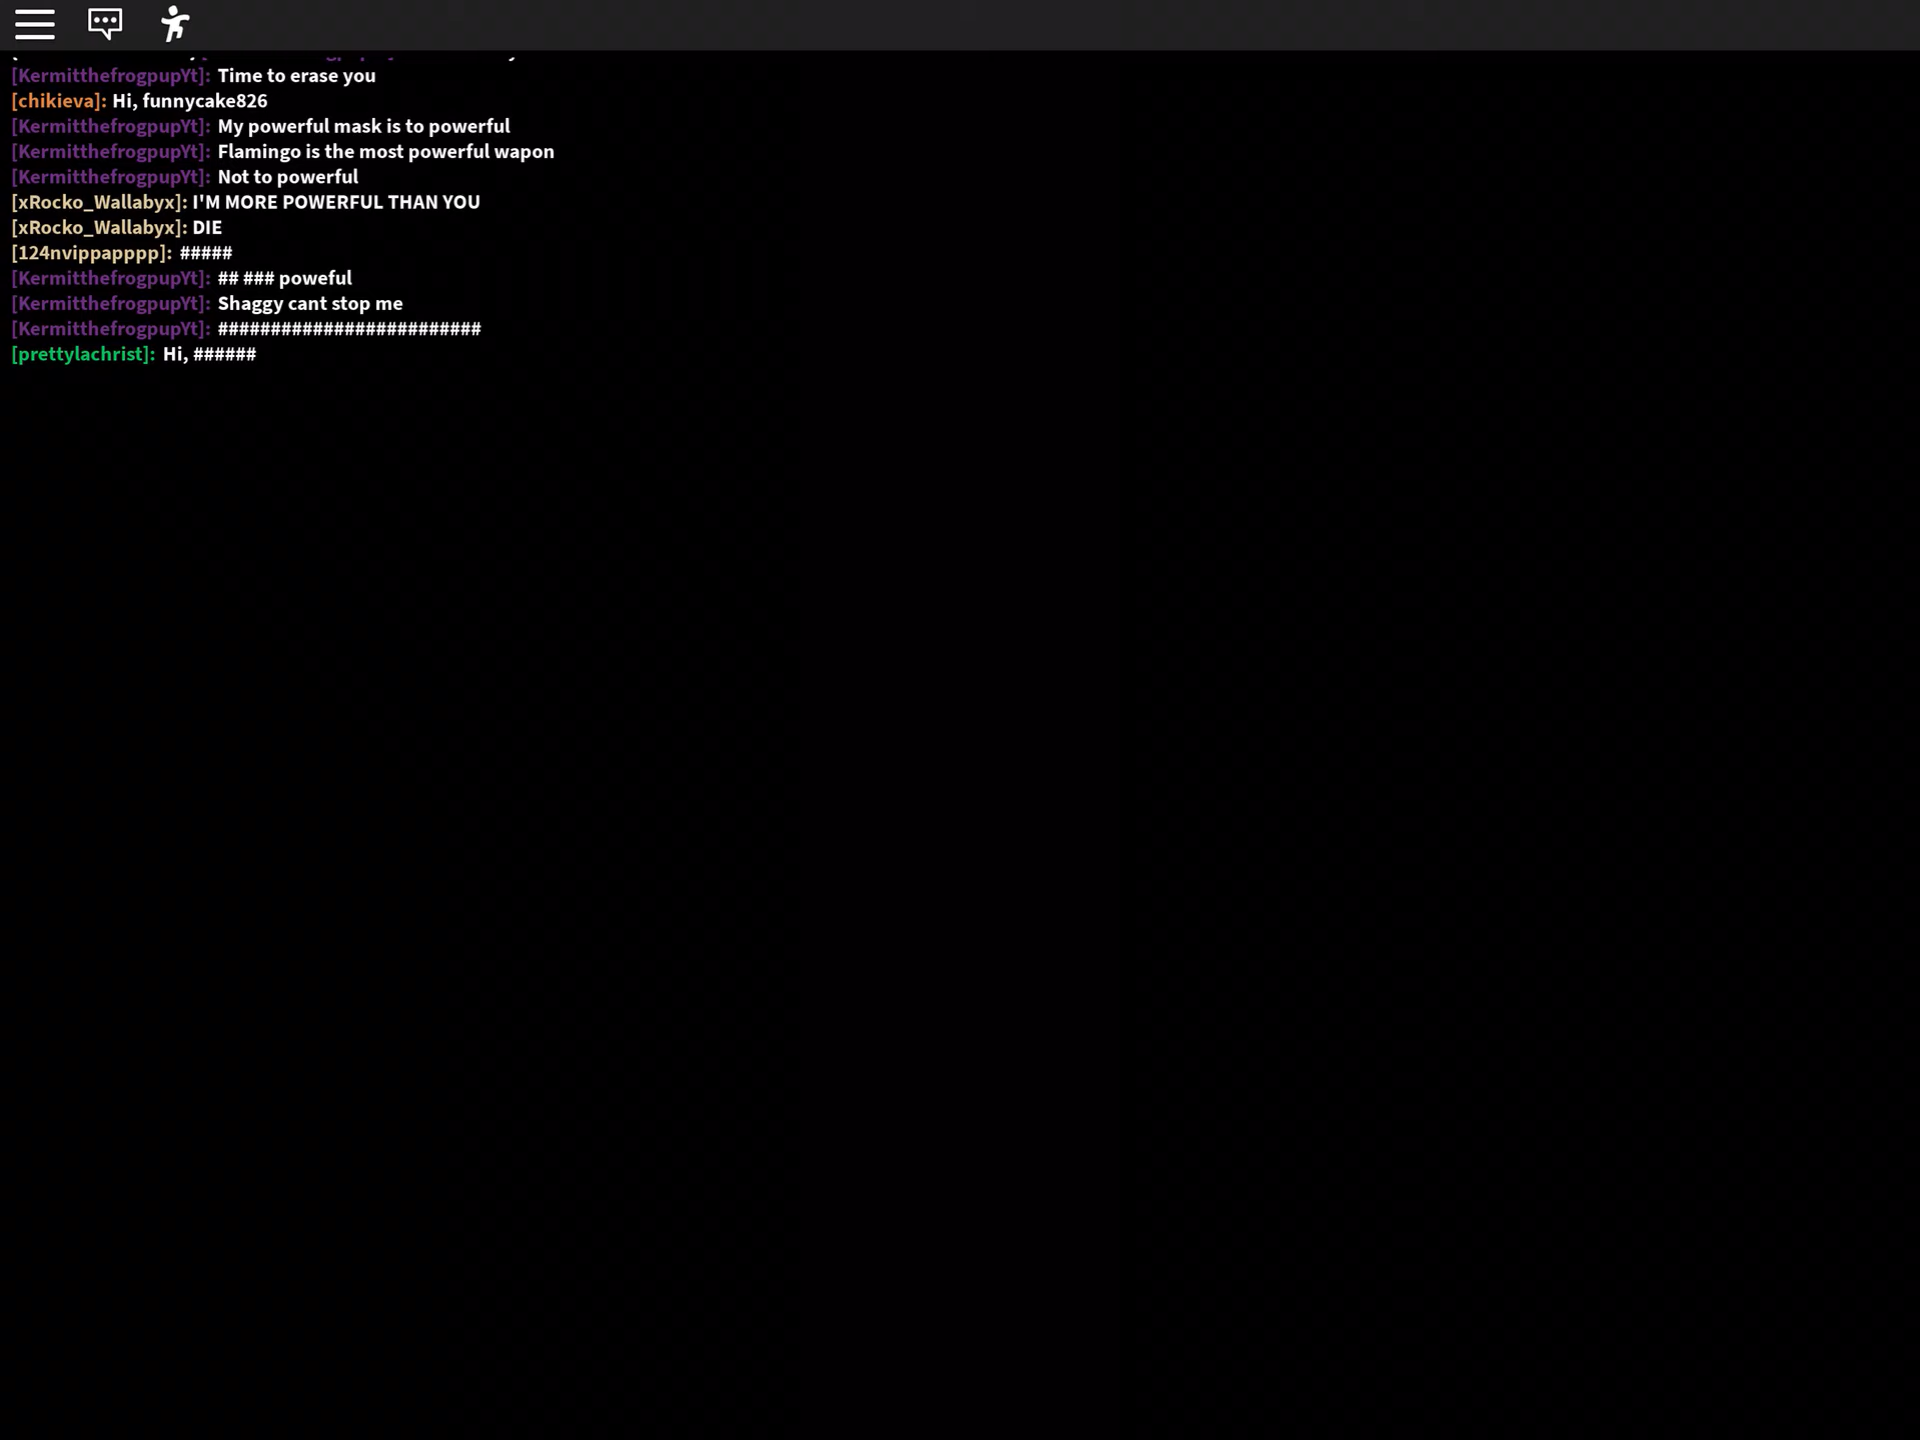 [KermitthefrogpupYt]: Time to erase you
[chikieva]: Hi, funnycake826
[KermitthefrogpupYt]: My powerful mask is to powerful
[KermitthefrogpupYt]: Flamingo is the most powerful wapon
[KermitthefrogpupYt]: Not to powerful
[xRocko_Wallabyx]: I'M MORE POWERFUL THAN YOU
[xRocko_Wallabyx]: DIE
[124nvippapppp]: #####
[KermitthefrogpupYt]: ## ### poweful
[KermitthefrogpupYt]: Shaggy cant stop me
[KermitthefrogpupYt]: #########################
[prettylachrist]: Hi, ######